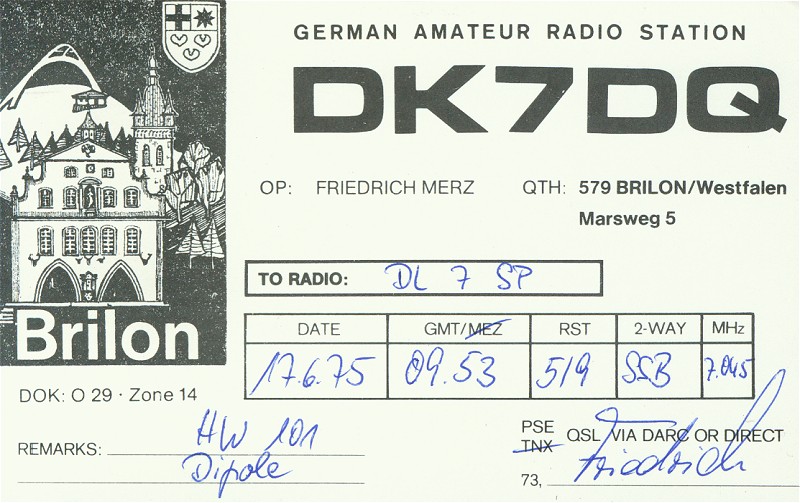 GERMAN AMATEUR RADIO STATION
DK7DQ
OP: FRIEDRICH MERZ QTH: 579 BRILON/Westfalen
Marsweg 5
TO RADIO: DL 7 SP
DATE GMT/MEZ RST 2-WAY MHz
17.6.75 09.53 519 SSB 7.045
Brilon
DOK: O 29 · Zone 14
REMARKS: HW 101
Dipole
PSE
TNX QSL VIA DARC OR DIRECT
73, Friedrich